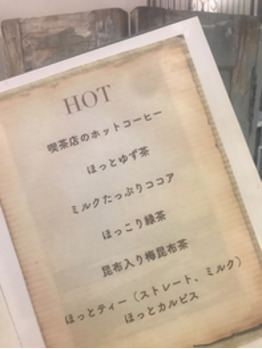 HOT
喫茶店のホットコーヒー
ほっとゆず茶
ミルクたっぷりココア
ほっこり緑茶
昆布入り梅昆布茶
ほっとティー（ストレート、ミルク）
ほっとカルピス